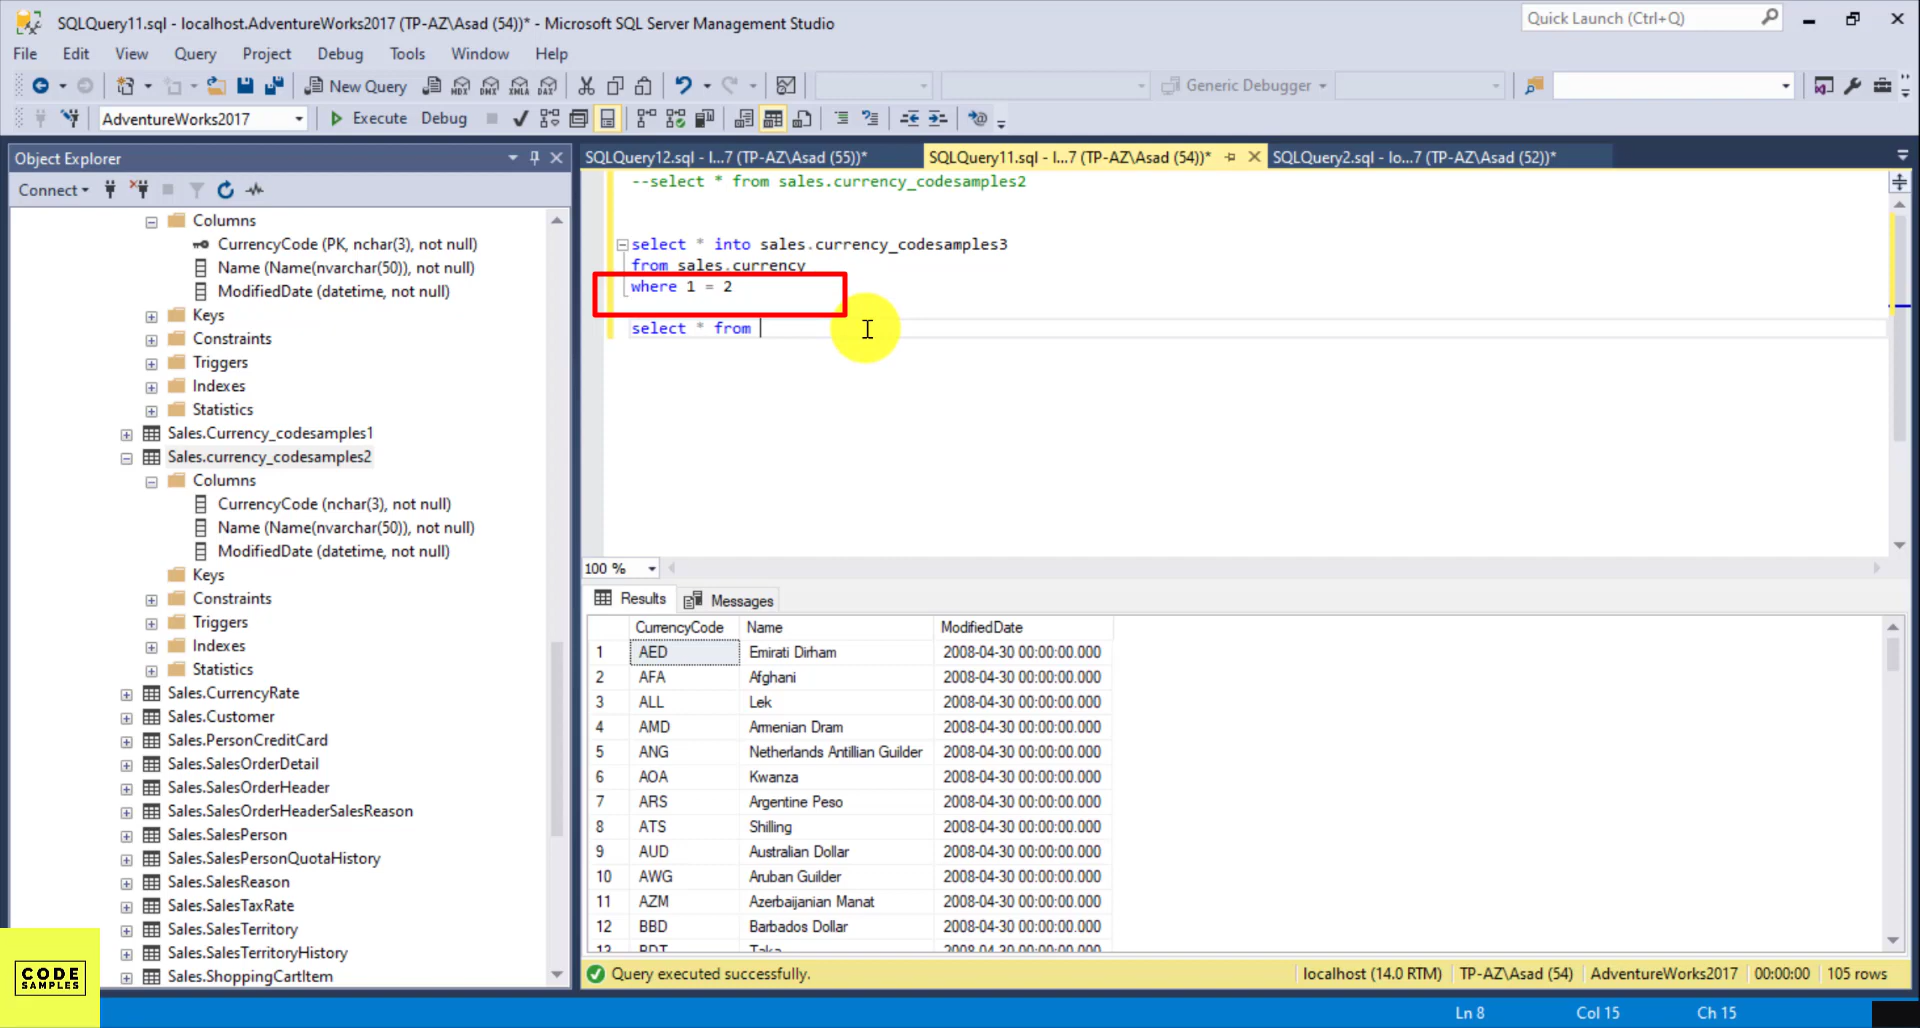 SQLQuery11.sql - localhost.AdventureWorks2017 (TP-AZ\Asad (54))* - Microsoft SQL Server Management Studio
Quick Launch (Ctrl+Q)
File Edit View Query Project Debug Tools Window Help
New Query MDX DMX XMLA DAX Generic Debugger
AdventureWorks2017 Execute Debug
Object Explorer
SQLQuery12.sql - l...7 (TP-AZ\Asad (55))* SQLQuery11.sql - l...7 (TP-AZ\Asad (54))* SQLQuery2.sql - lo...7 (TP-AZ\Asad (52))*
Connect
Columns
CurrencyCode (PK, nchar(3), not null)
Name (Name(nvarchar(50)), not null)
ModifiedDate (datetime, not null)
Keys
Constraints
Triggers
Indexes
Statistics
Sales.Currency_codesamples1
Sales.currency_codesamples2
Columns
CurrencyCode (nchar(3), not null)
Name (Name(nvarchar(50)), not null)
ModifiedDate (datetime, not null)
Keys
Constraints
Triggers
Indexes
Statistics
Sales.CurrencyRate
Sales.Customer
Sales.PersonCreditCard
Sales.SalesOrderDetail
Sales.SalesOrderHeader
Sales.SalesOrderHeaderSalesReason
Sales.SalesPerson
Sales.SalesPersonQuotaHistory
Sales.SalesReason
Sales.SalesTaxRate
Sales.SalesTerritory
Sales.SalesTerritoryHistory
Sales.ShoppingCartItem
--select * from sales.currency_codesamples2
select * into sales.currency_codesamples3
from sales.currency
where 1 = 2
select * from
100 %
Results Messages
CurrencyCode Name ModifiedDate
1 AED Emirati Dirham 2008-04-30 00:00:00.000
2 AFA Afghani 2008-04-30 00:00:00.000
3 ALL Lek 2008-04-30 00:00:00.000
4 AMD Armenian Dram 2008-04-30 00:00:00.000
5 ANG Netherlands Antillian Guilder 2008-04-30 00:00:00.000
6 AOA Kwanza 2008-04-30 00:00:00.000
7 ARS Argentine Peso 2008-04-30 00:00:00.000
8 ATS Shilling 2008-04-30 00:00:00.000
9 AUD Australian Dollar 2008-04-30 00:00:00.000
10 AWG Aruban Guilder 2008-04-30 00:00:00.000
11 AZM Azerbaijanian Manat 2008-04-30 00:00:00.000
12 BBD Barbados Dollar 2008-04-30 00:00:00.000
13 BDT Taka 2008-04-30 00:00:00.000
Query executed successfully. localhost (14.0 RTM) TP-AZ\Asad (54) AdventureWorks2017 00:00:00 105 rows
CODE
SAMPLES
Ln 8 Col 15 Ch 15